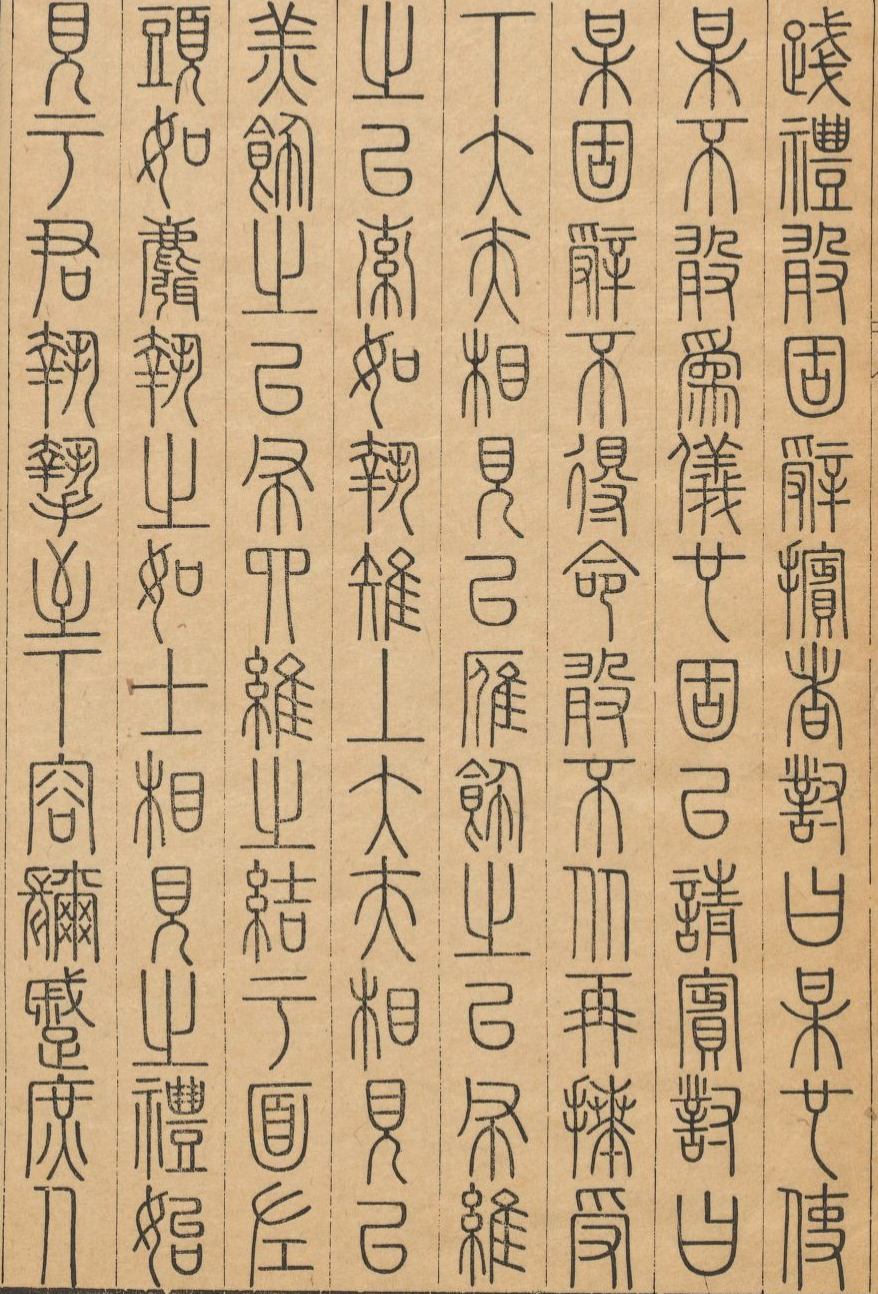 踐禮敢固辭擯者對曰某也使
某不敢爲儀也固以請賓對曰
某固辭不得命敢不从再拜受
下大夫相見以雁飾之以布維
之以索如執雉上大夫相見以
羔飾之以布四維之結于面左
頭如麛執之如士相見之禮始
見于君執摯至下容彌蹙庶人